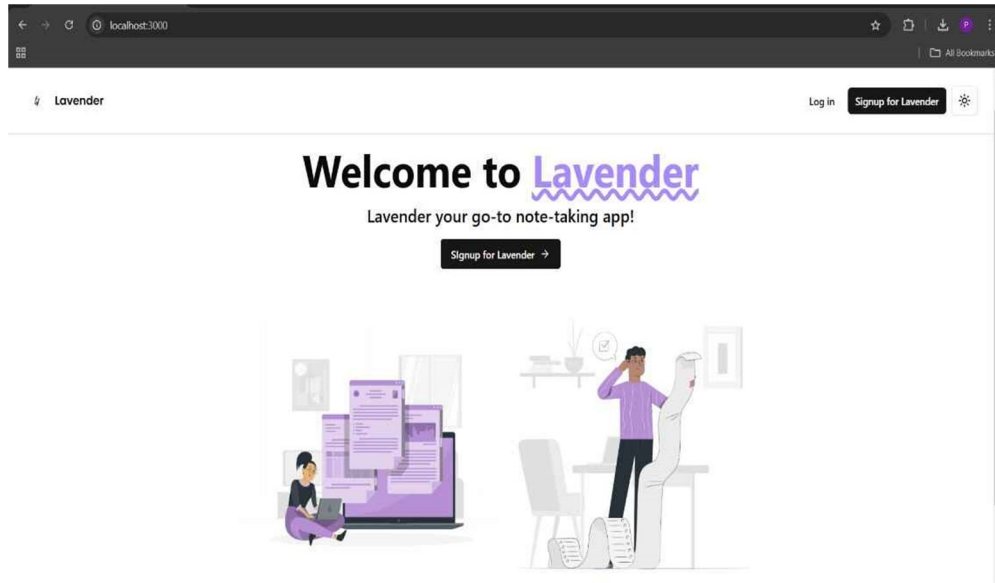 localhost:3000
P
All Bookmarks
Lavender
Log in
Signup for Lavender
Welcome to Lavender
Lavender your go-to note-taking app!
SIgnup for Lavender →